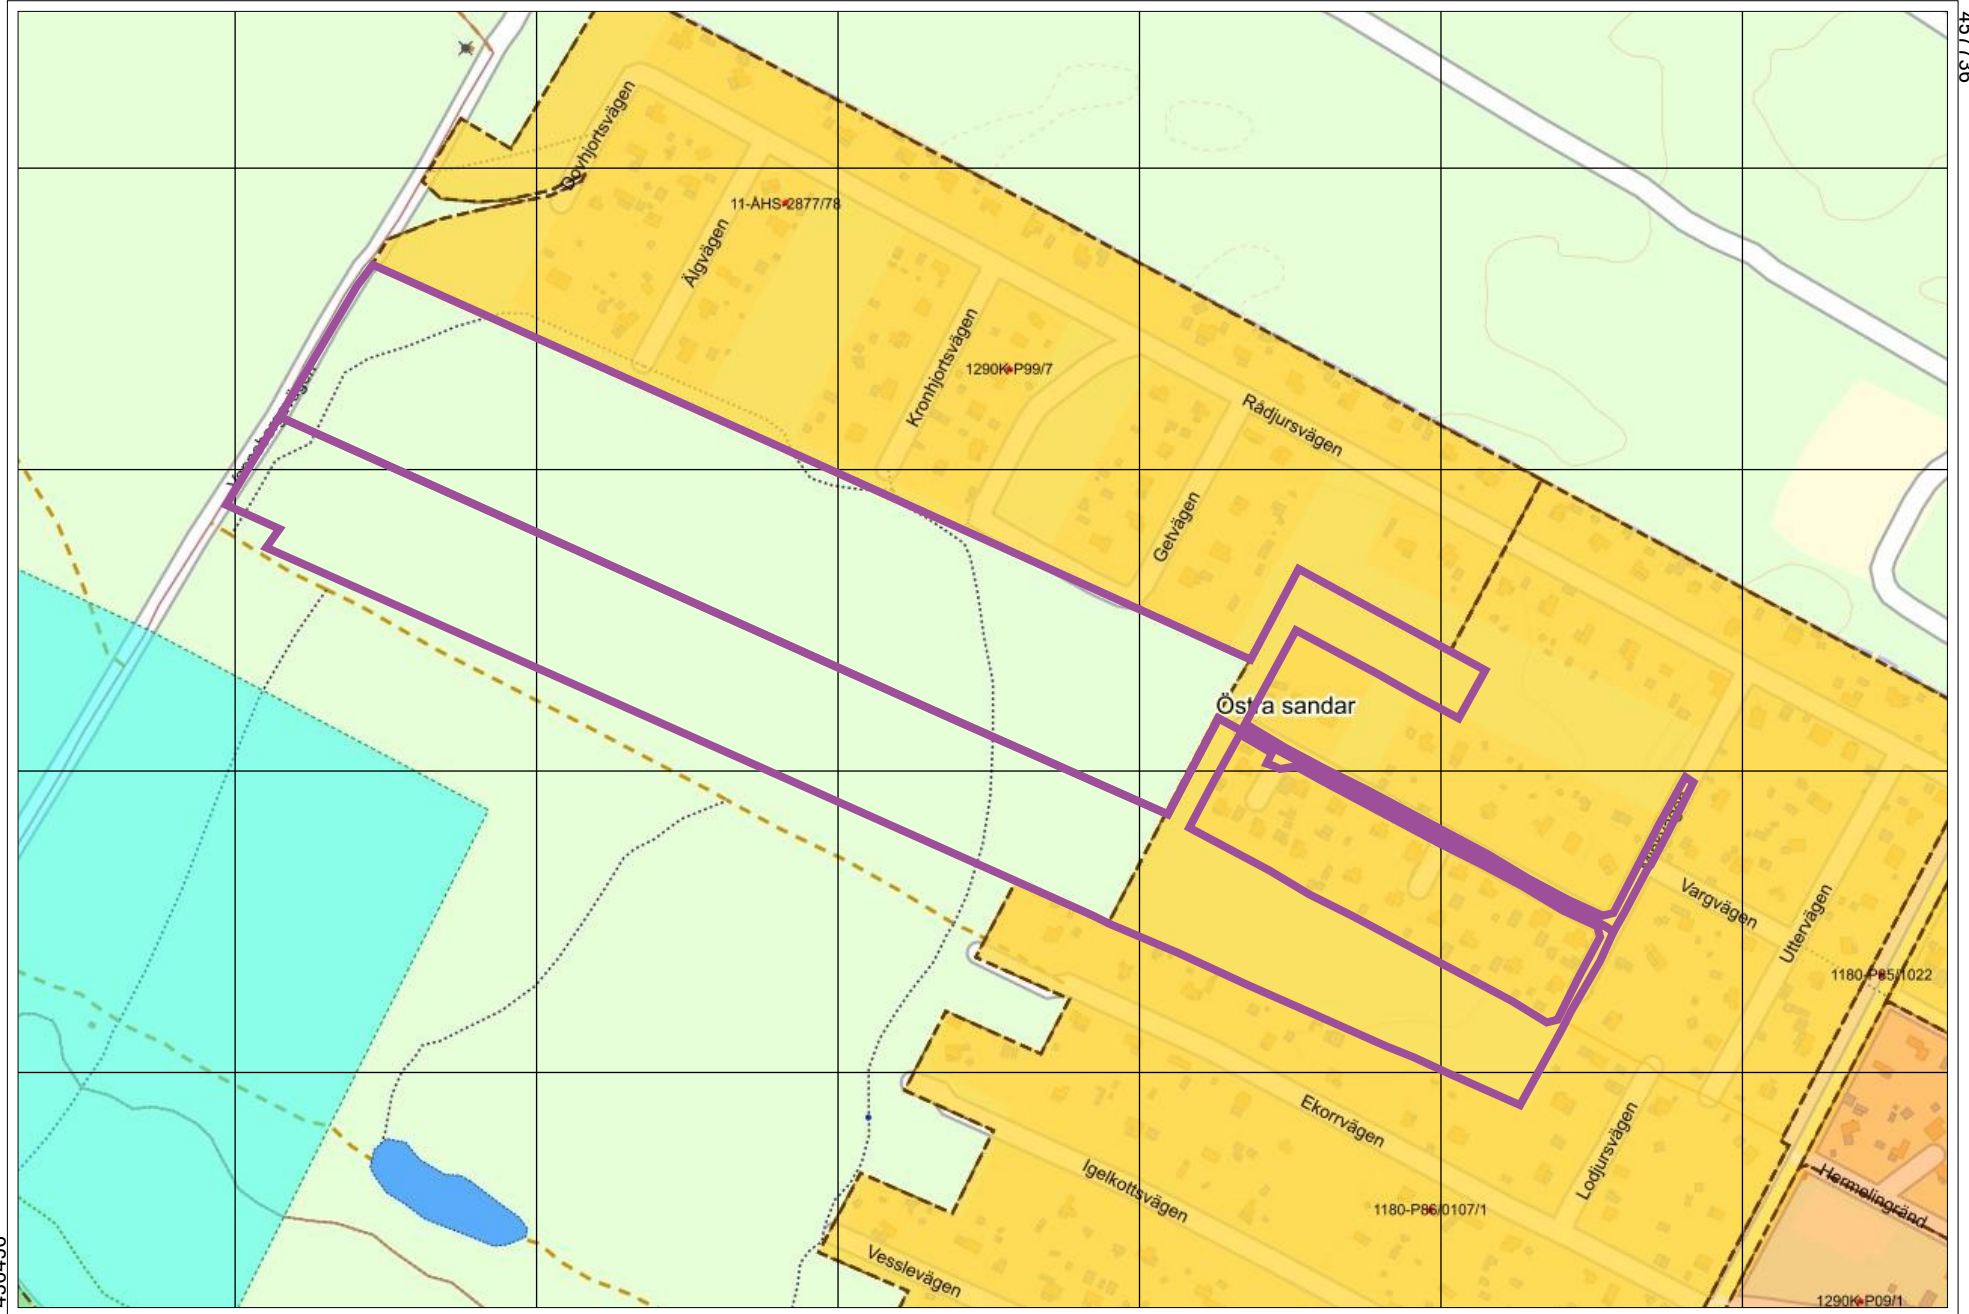 457736
Dovhjortsvägen
11-ÅHS-2877/78
Älgvägen
Kronhjortsvägen
1290K-P99/7
Rådjursvägen
Getvägen
Östra sandar
Vargvägen
Uttervägen
1180-P85/1022
Ekorrvägen
Lodjursvägen
Igelkottsvägen
1180-P86/0107/1
Hermelingränd
Vesslevägen
1290K-P09/1